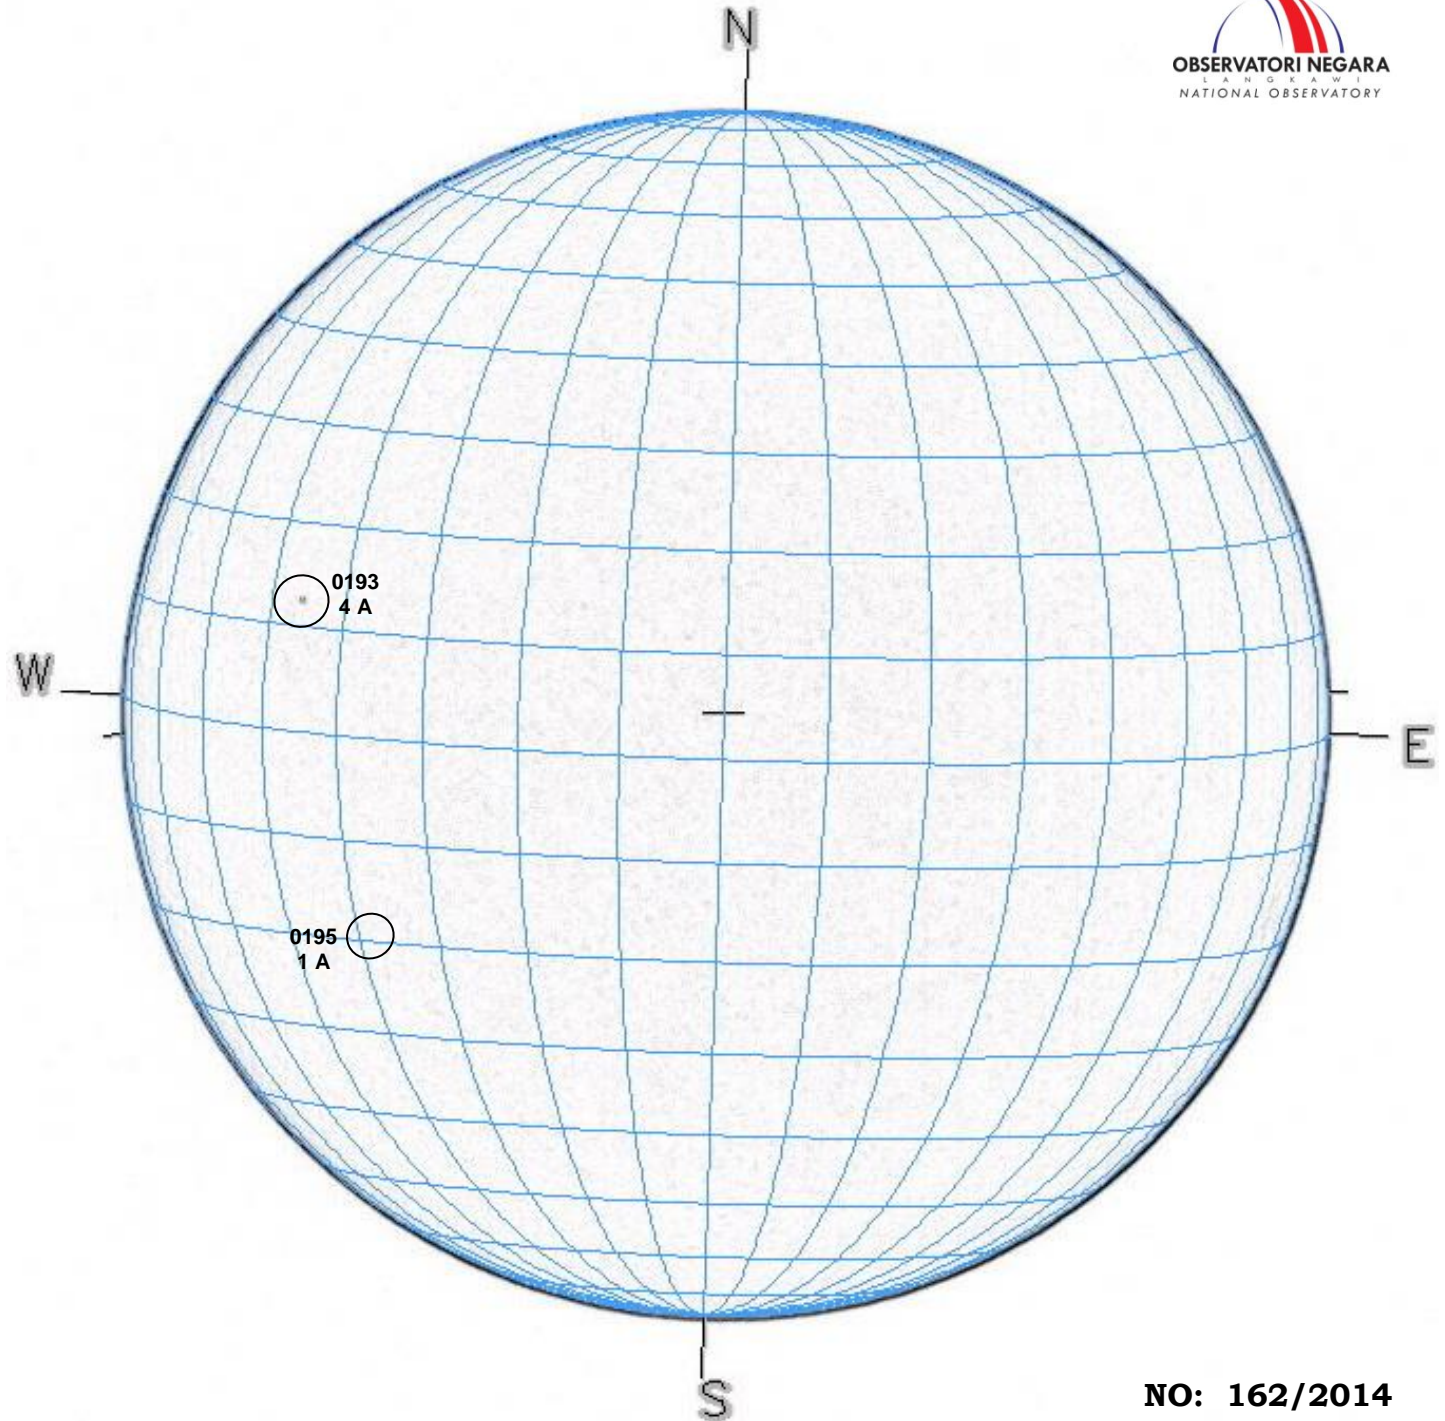 N
OBSERVATORI NEGARA
LANGKAWI
NATIONAL OBSERVATORY
0193
4 A
W
E
0195
1 A
S
NO: 162/2014